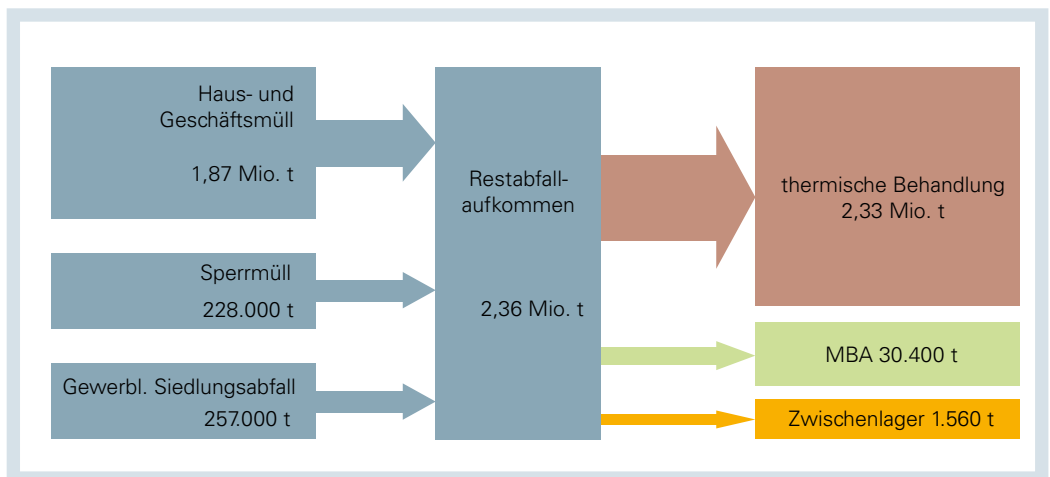 Haus- und
Geschäftsmüll
1,87 Mio. t
Sperrmüll
228.000 t
Gewerbl. Siedlungsabfall
257.000 t
Restabfall-
aufkommen
2,36 Mio. t
thermische Behandlung
2,33 Mio. t
MBA 30.400 t
Zwischenlager 1.560 t